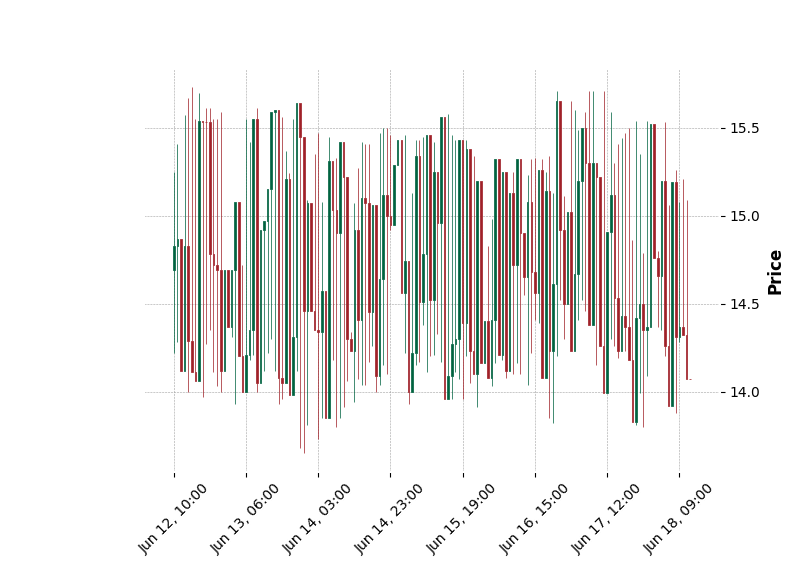 15.5
15.0
14.5
14.0
Price
Jun 12, 10:00
Jun 13, 06:00
Jun 14, 03:00
Jun 14, 23:00
Jun 15, 19:00
Jun 16, 15:00
Jun 17, 12:00
Jun 18, 09:00